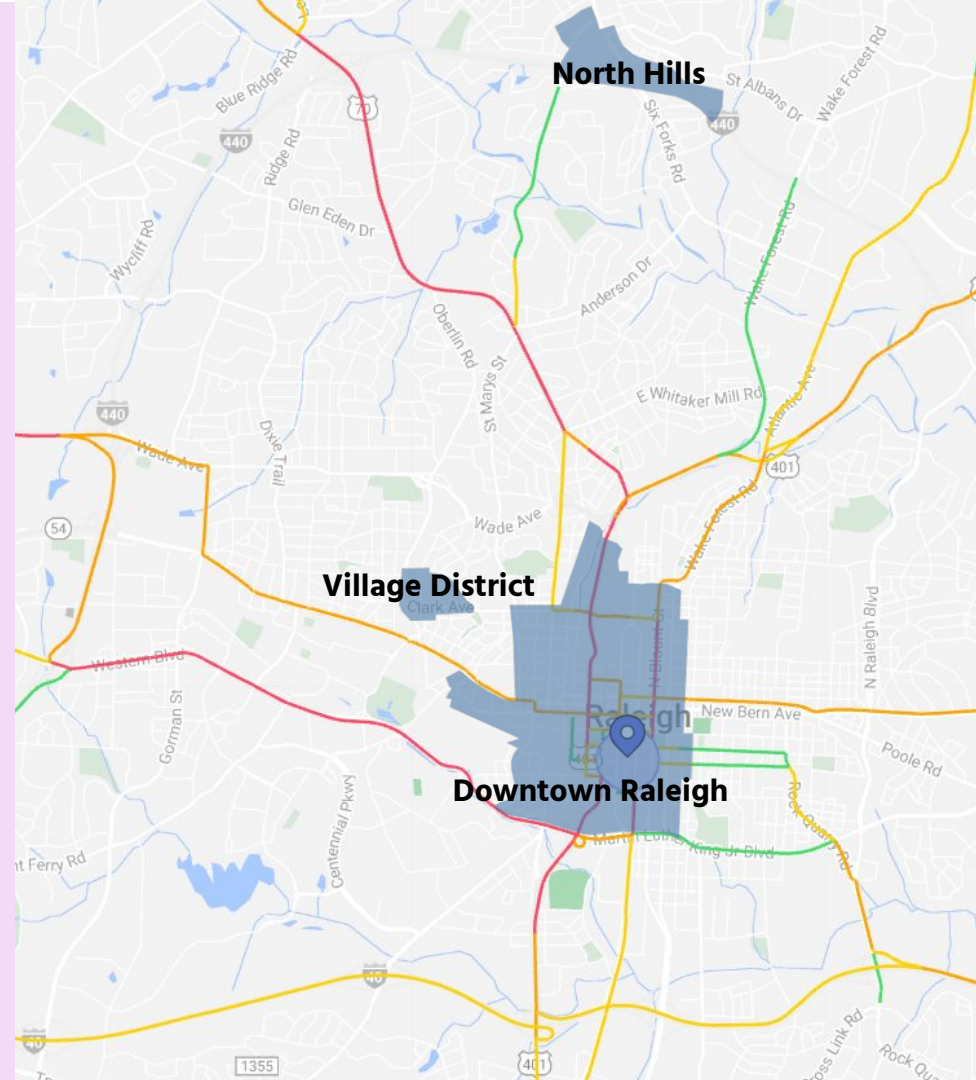 North Hills
St Albans Dr
Wake Forest Rd
Blue Ridge Rd
70
440
440
Six Forks Rd
Ridge Rd
Glen Eden Dr
Wycliff Rd
Wake Forest Rd
Anderson Dr
Oberlin Rd
St Marys St
E Whitaker Mill Rd
Atlantic Ave
440
Dixie Trail
Wade Ave
401
54
Wade Ave
Wake Forest Rd
Village District
Clark Ave
N Blount St
N Raleigh Blvd
Western Blvd
Gorman St
Raleigh
New Bern Ave
401
Poole Rd
Downtown Raleigh
Rock Quarry Rd
Centennial Pkwy
Martin Luther King Jr Blvd
nt Ferry Rd
40
40
1355
401
oss Link Rd
Rock Qua